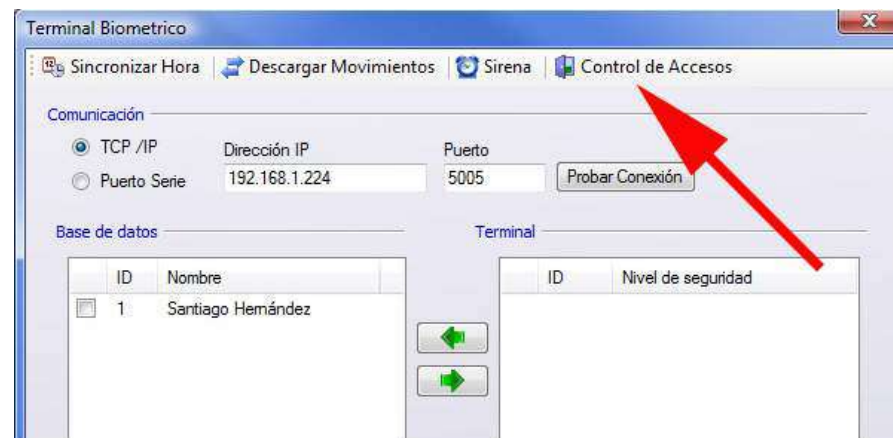 Terminal Biometrico
Sincronizar Hora Descargar Movimientos Sirena Control de Accesos
Comunicación
TCP /IP Dirección IP Puerto
Puerto Serie 192.168.1.224 5005 Probar Conexión
Base de datos Terminal
ID Nombre ID Nivel de seguridad
1 Santiago Hernández